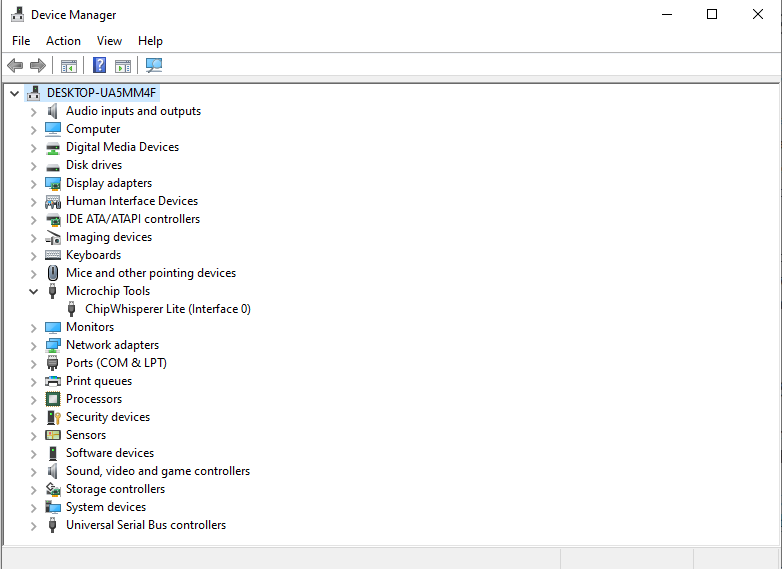 Device Manager
File Action View Help
DESKTOP-UA5MM4F
Audio inputs and outputs
Computer
Digital Media Devices
Disk drives
Display adapters
Human Interface Devices
IDE ATA/ATAPI controllers
Imaging devices
Keyboards
Mice and other pointing devices
Microchip Tools
ChipWhisperer Lite (Interface 0)
Monitors
Network adapters
Ports (COM & LPT)
Print queues
Processors
Security devices
Sensors
Software devices
Sound, video and game controllers
Storage controllers
System devices
Universal Serial Bus controllers